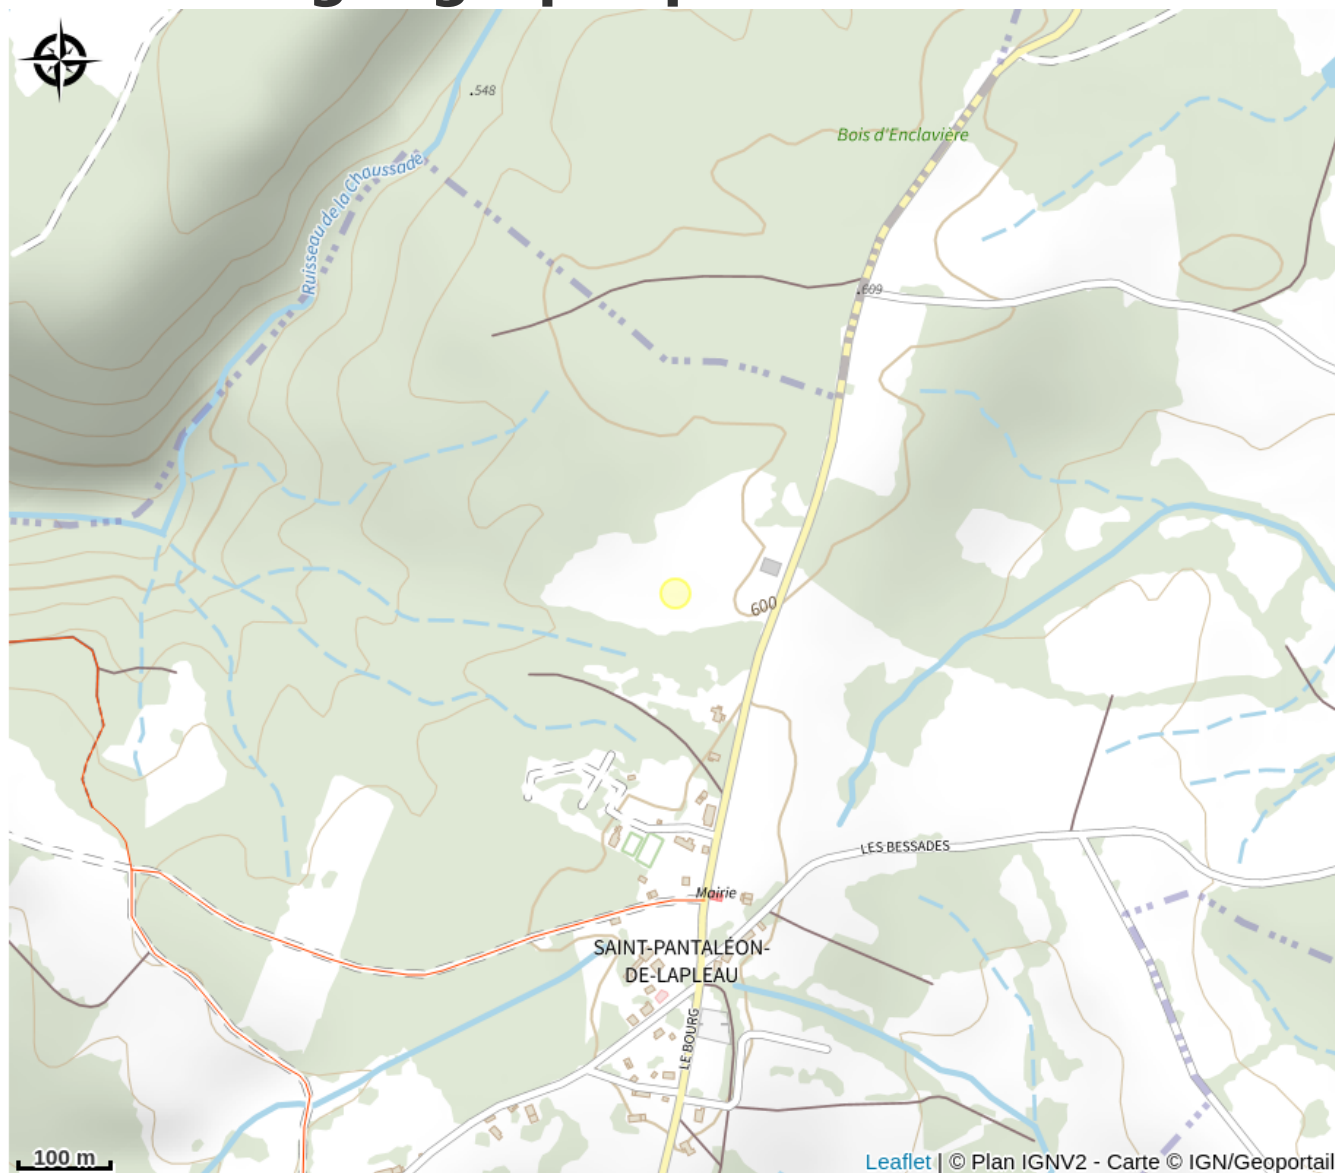 .548
Bois d'Enclavière
Ruisseau de la Chaussade
.609
600
LES BESSADES
Mairie
SAINT-PANTALÉON-
DE-LAPLEAU
LE BOURG
100 m
Leaflet | © Plan IGNV2 - Carte © IGN/Geoportail